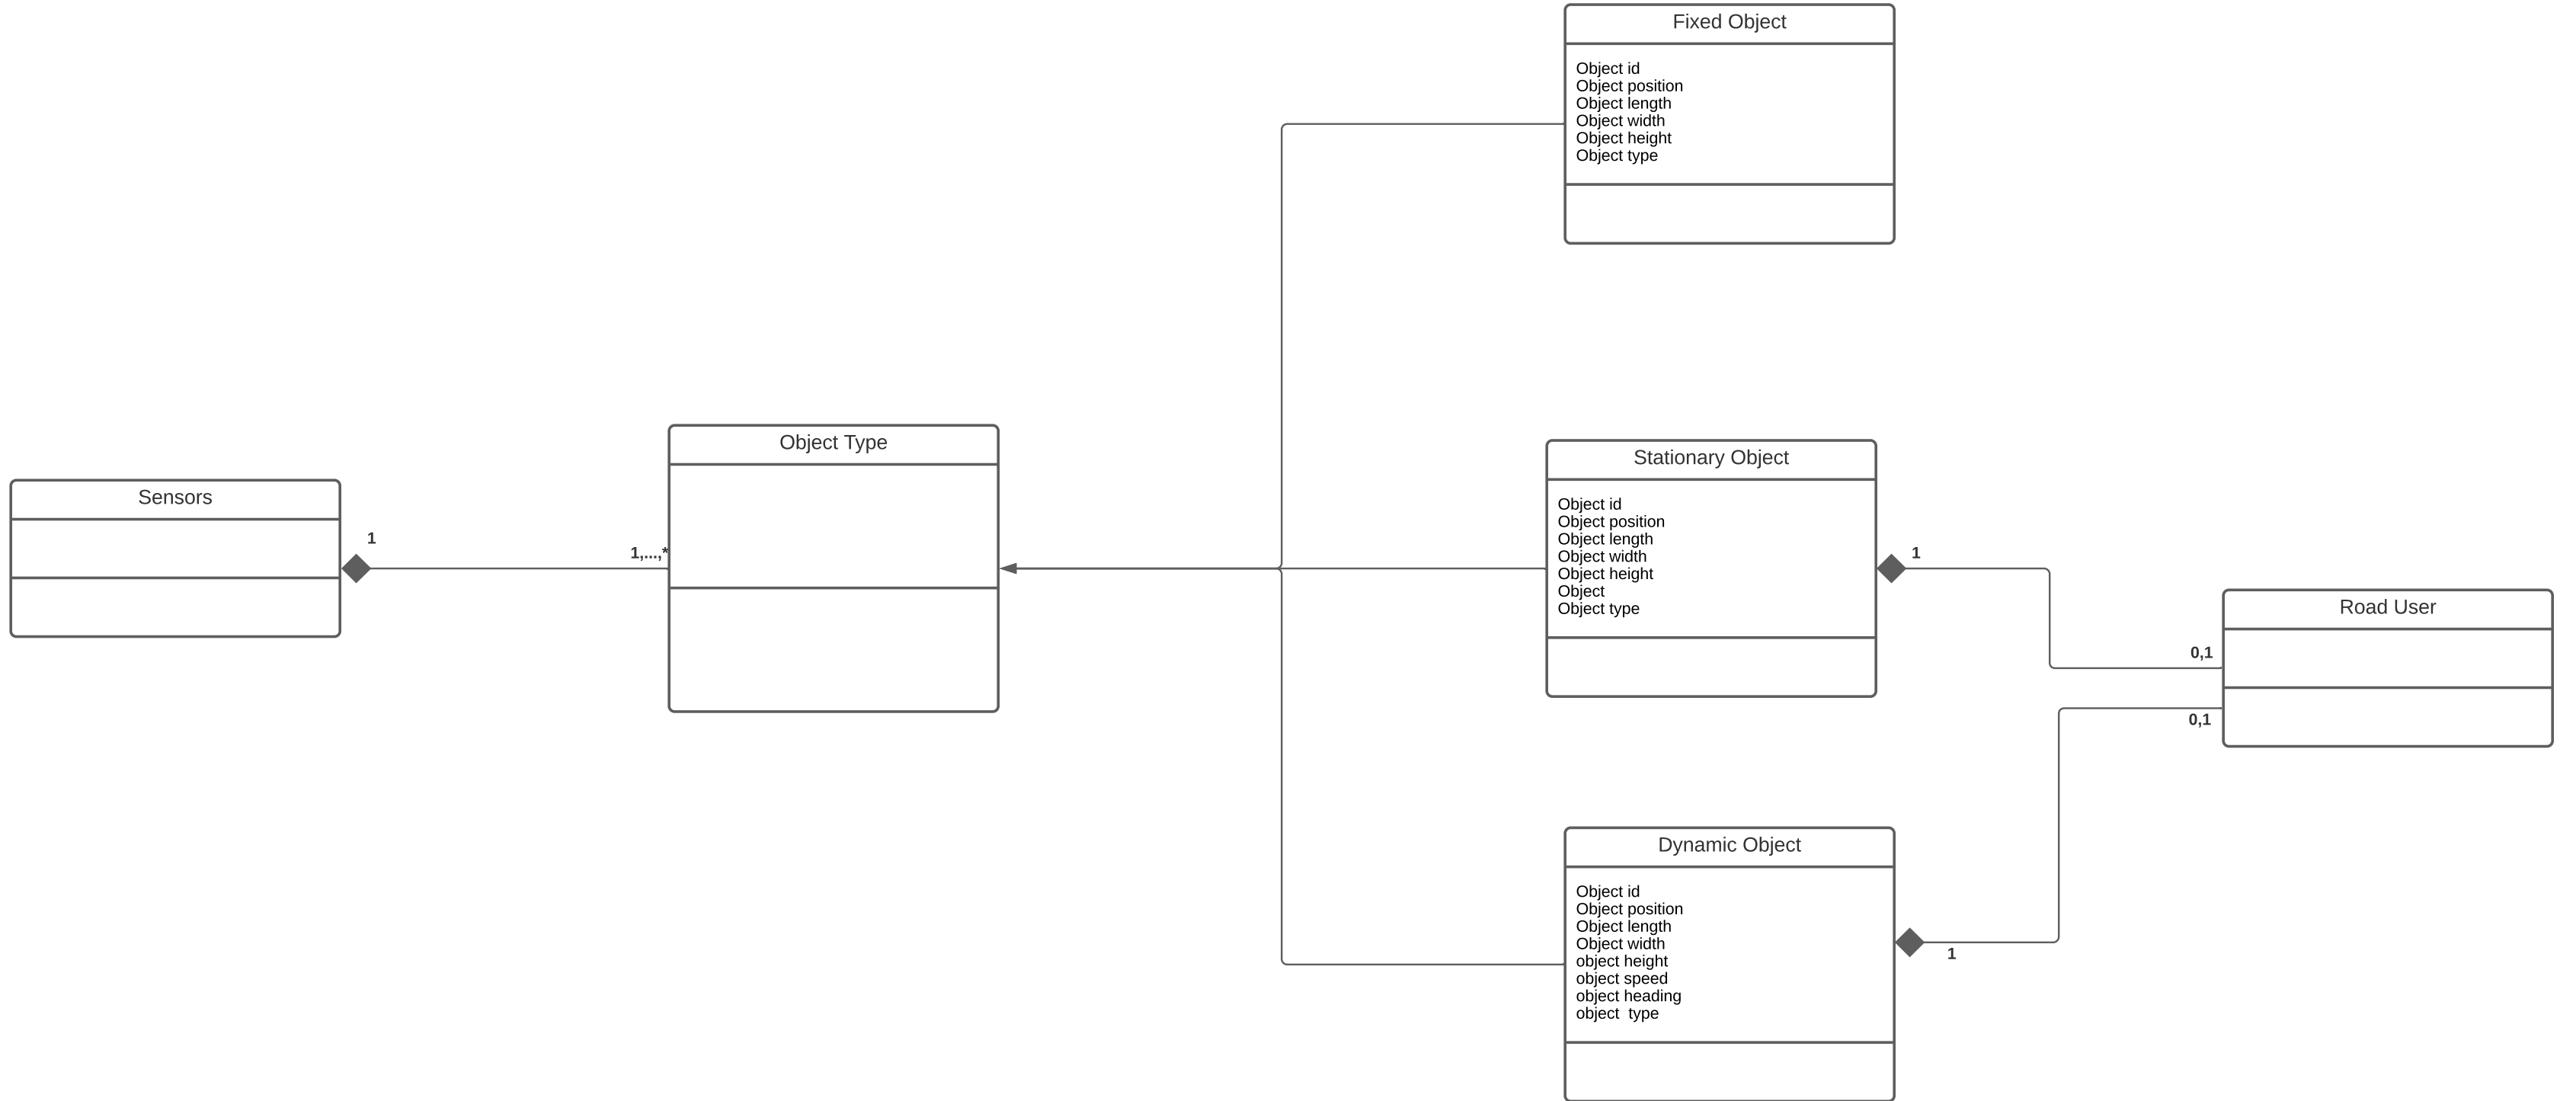 Fixed Object
Object id
Object position
Object length
Object width
Object height
Object type
Object Type
Stationary Object
Sensors
Object id
Object position
Object length
Object width
Object height
Object
Object type
1
1,...,*
1
Road User
0,1
0,1
Dynamic Object
Object id
Object position
Object length
Object width
object height
object speed
object heading
object  type
1